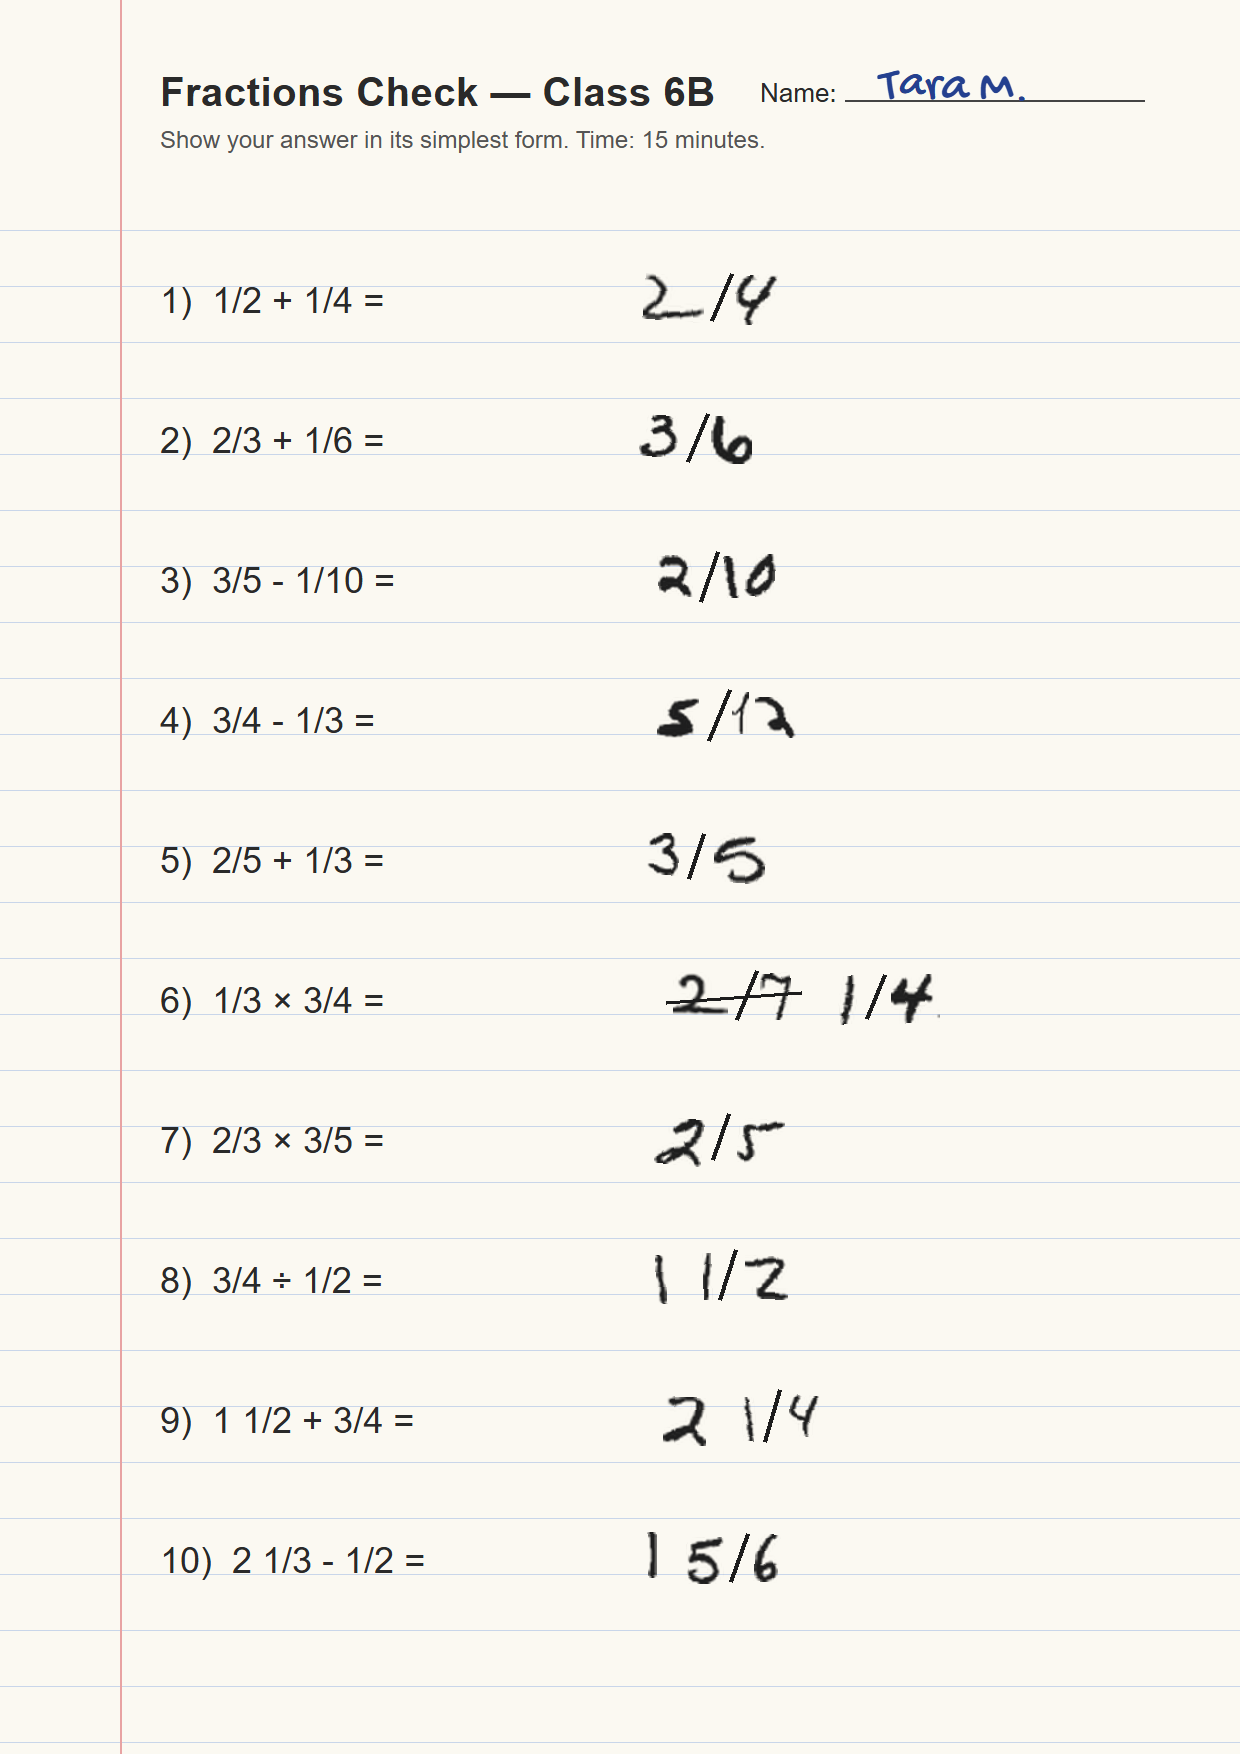 Fractions Check — Class 6B Name: Tara M.
Show your answer in its simplest form. Time: 15 minutes.
1) 1/2 + 1/4 = 2/4
2) 2/3 + 1/6 = 3/6
3) 3/5 - 1/10 = 2/10
4) 3/4 - 1/3 = 5/12
5) 2/5 + 1/3 = 3/5
6) 1/3 × 3/4 = 2/7 1/4
7) 2/3 × 3/5 = 2/5
8) 3/4 ÷ 1/2 = 1 1/2
9) 1 1/2 + 3/4 = 2 1/4
10) 2 1/3 - 1/2 = 1 5/6